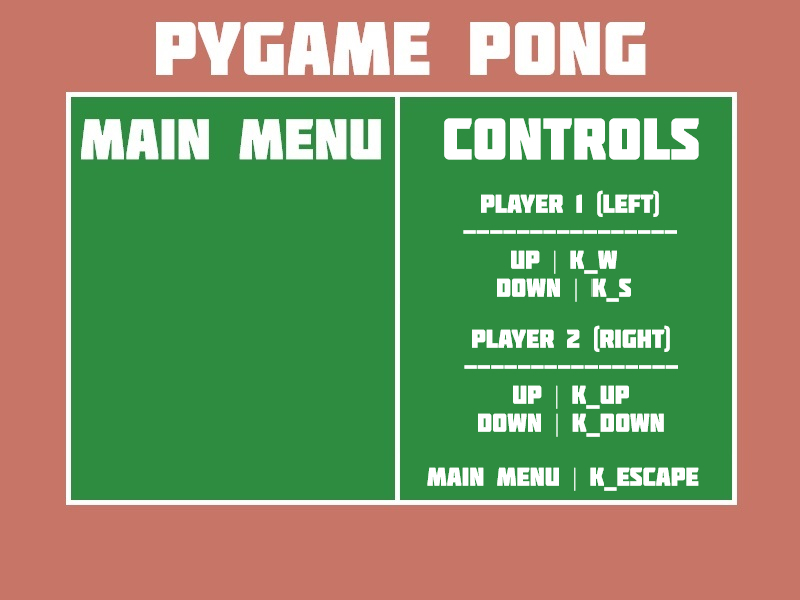 PYGAME PONG
MAIN MENU
CONTROLS
PLAYER 1 (LEFT)
----------------
UP | K_W
DOWN | K_S
PLAYER 2 (RIGHT)
----------------
UP | K_UP
DOWN | K_DOWN
MAIN MENU | K_ESCAPE